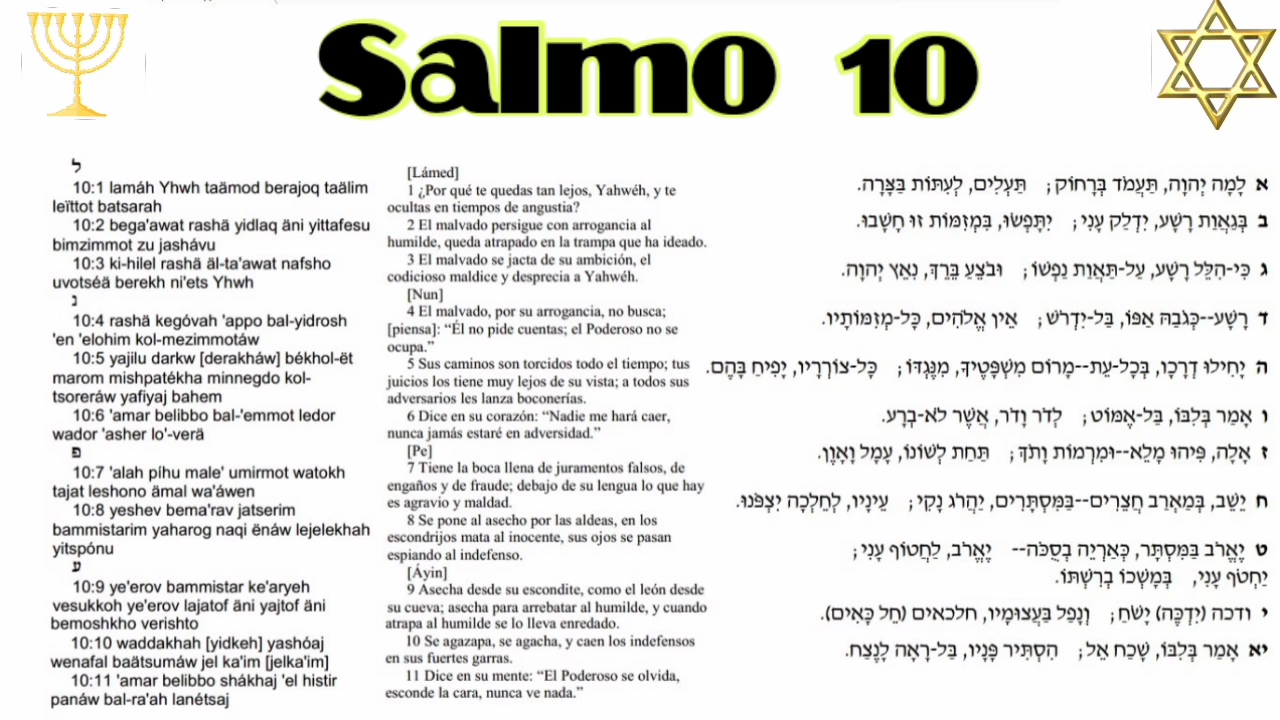 Salmo 10
ל
10:1 lamáh Yhwh taämod berajoq taälim
leïttot batsarah
10:2 bega'awat rashä yidlaq äni yittafesu
bimzimmot zu jashávu
10:3 ki-hilel rashä äl-ta'awat nafsho
uvotséä berekh ni'ets Yhwh
נ
10:4 rashä kegóvah 'appo bal-yidrosh
'en 'elohim kol-mezimmotáw
10:5 yajilu darkw [derakháw] békhol-ët
marom mishpatékha minnegdo kol-
tsoreráw yafiyaj bahem
10:6 'amar belibbo bal-'emmot ledor
wador 'asher lo'-verä
פ
10:7 'alah píhu male' umirmot watokh
tajat leshono ämal wa'áwen
10:8 yeshev bema'rav jatserim
bammistarim yaharog naqi ënáw lejelekhah
yitspónu
ע
10:9 ye'erov bammistar ke'aryeh
vesukkoh ye'erov lajatof äni yajtof äni
bemoshkho verishto
10:10 waddakhah [yidkeh] yashóaj
wenafal baätsumáw jel ka'im [jelka'im]
10:11 'amar belibbo shákhaj 'el histir
panáw bal-ra'ah lanétsaj
[Lámed]
1 ¿Por qué te quedas tan lejos, Yahwéh, y te
ocultas en tiempos de angustia?
2 El malvado persigue con arrogancia al
humilde, queda atrapado en la trampa que ha ideado.
3 El malvado se jacta de su ambición, el
codicioso maldice y desprecia a Yahwéh.
[Nun]
4 El malvado, por su arrogancia, no busca;
[piensa]: “Él no pide cuentas; el Poderoso no se
ocupa.”
5 Sus caminos son torcidos todo el tiempo; tus
juicios los tiene muy lejos de su vista; a todos sus
adversarios les lanza boconerías.
6 Dice en su corazón: “Nadie me hará caer,
nunca jamás estaré en adversidad.”
[Pe]
7 Tiene la boca llena de juramentos falsos, de
engaños y de fraude; debajo de su lengua lo que hay
es agravio y maldad.
8 Se pone al asecho por las aldeas, en los
escondrijos mata al inocente, sus ojos se pasan
espiando al indefenso.
[Áyin]
9 Asecha desde su escondite, como el león desde
su cueva; asecha para arrebatar al humilde, y cuando
atrapa al humilde se lo lleva enredado.
10 Se agazapa, se agacha, y caen los indefensos
en sus fuertes garras.
11 Dice en su mente: “El Poderoso se olvida,
esconde la cara, nunca ve nada.”
א לָמָה יְהוָה, תַּעֲמֹד בְּרָחוֹק; תַּעְלִים, לְעִתּוֹת בַּצָּרָה.
ב בְּגַאֲוַת רָשָׁע, יִדְלַק עָנִי; יִתָּפְשׂוּ, בִּמְזִמּוֹת זוּ חָשָׁבוּ.
ג כִּי-הִלֵּל רָשָׁע, עַל-תַּאֲוַת נַפְשׁוֹ; וּבֹצֵעַ בֵּרֵךְ, נִאֵץ יְהוָה.
ד רָשָׁע--כְּגֹבַהּ אַפּוֹ, בַּל-יִדְרֹשׁ; אֵין אֱלֹהִים, כָּל-מְזִמּוֹתָיו.
ה יָחִילוּ דְרָכָו, בְּכָל-עֵת--מָרוֹם מִשְׁפָּטֶיךָ, מִנֶּגְדּוֹ; כָּל-צוֹרְרָיו, יָפִיחַ בָּהֶם.
ו אָמַר בְּלִבּוֹ, בַּל-אֶמּוֹט; לְדֹר וָדֹר, אֲשֶׁר לֹא-בְרָע.
ז אָלָה, פִּיהוּ מָלֵא--וּמִרְמוֹת וָתֹךְ; תַּחַת לְשׁוֹנוֹ, עָמָל וָאָוֶן.
ח יֵשֵׁב, בְּמַאְרַב חֲצֵרִים--בַּמִּסְתָּרִים, יַהֲרֹג נָקִי; עֵינָיו, לְחֵלְכָה יִצְפֹּנוּ.
ט יֶאֱרֹב בַּמִּסְתָּר, כְּאַרְיֵה בְסֻכֹּה-- יֶאֱרֹב, לַחֲטוֹף עָנִי;
יַחְטֹף עָנִי, בְּמָשְׁכוֹ בְרִשְׁתּוֹ.
י ודכה (יִדְכֶּה) יָשֹׁחַ; וְנָפַל בַּעֲצוּמָיו, חלכאים (חֵל כָּאִים).
יא אָמַר בְּלִבּוֹ, שָׁכַח אֵל; הִסְתִּיר פָּנָיו, בַּל-רָאָה לָנֶצַח.